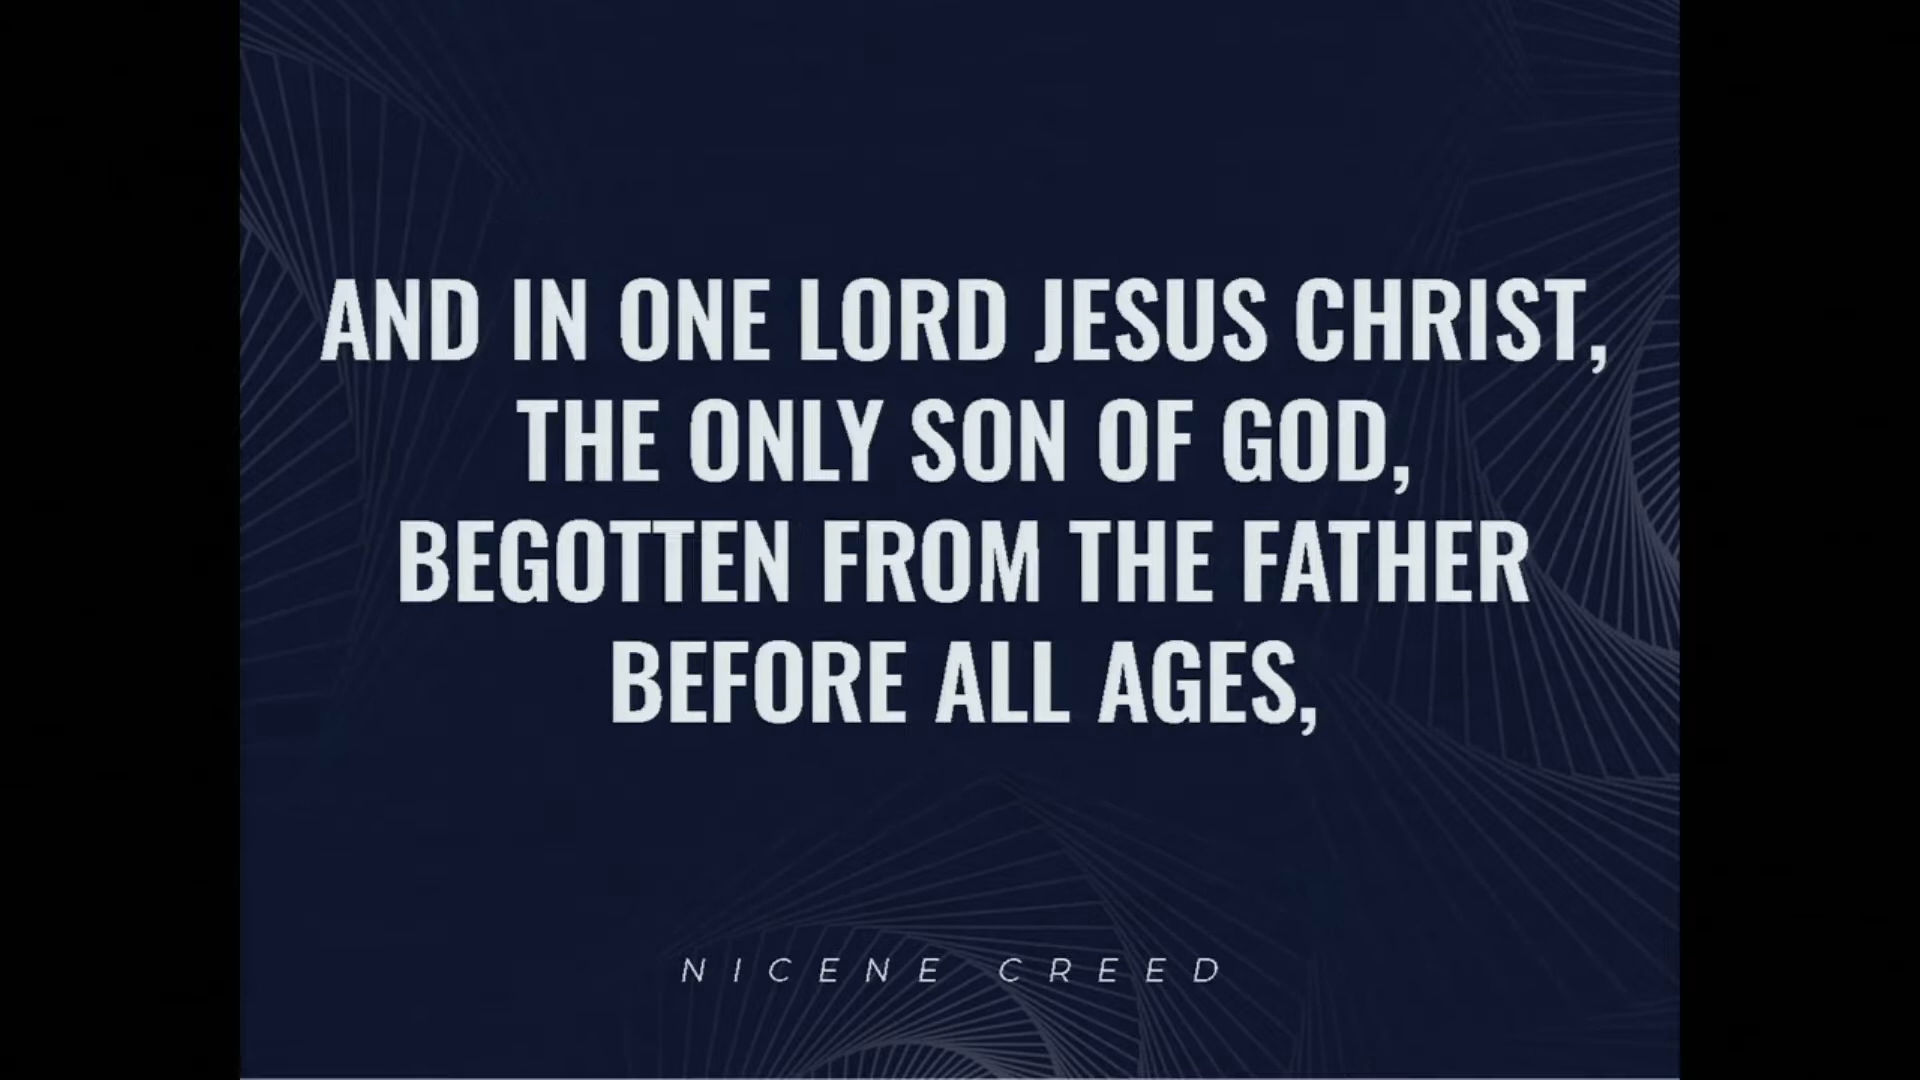 AND IN ONE LORD JESUS CHRIST,
THE ONLY SON OF GOD,
BEGOTTEN FROM THE FATHER
BEFORE ALL AGES,
NICENE CREED